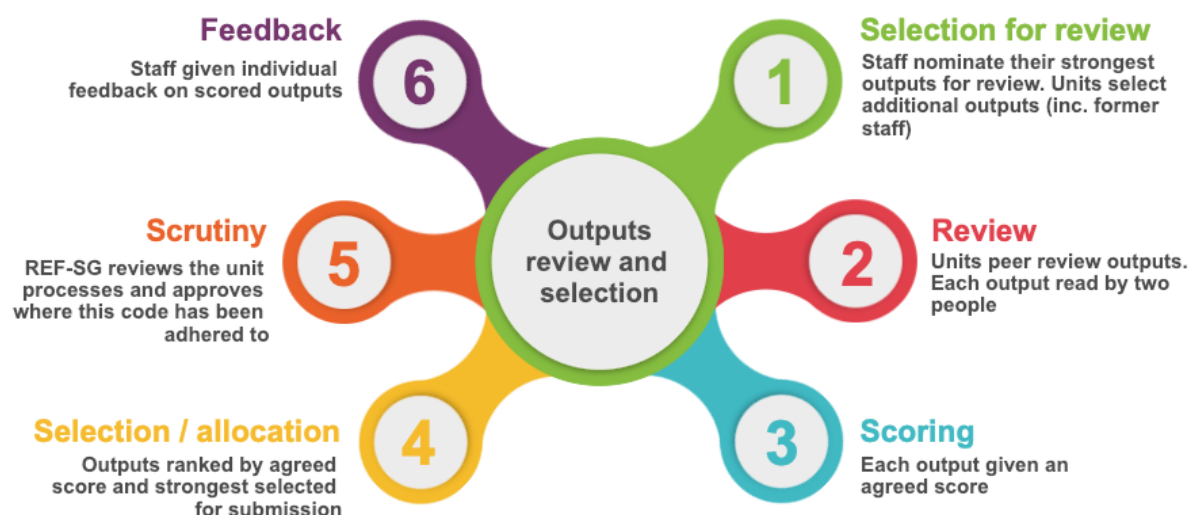 Outputs
review and
selection
1
Selection for review
Staff nominate their strongest
outputs for review. Units select
additional outputs (inc. former
staff)
2
Review
Units peer review outputs.
Each output read by two
people
3
Scoring
Each output given an
agreed score
4
Selection / allocation
Outputs ranked by agreed
score and strongest selected
for submission
5
Scrutiny
REF-SG reviews the unit
processes and approves
where this code has been
adhered to
6
Feedback
Staff given individual
feedback on scored outputs